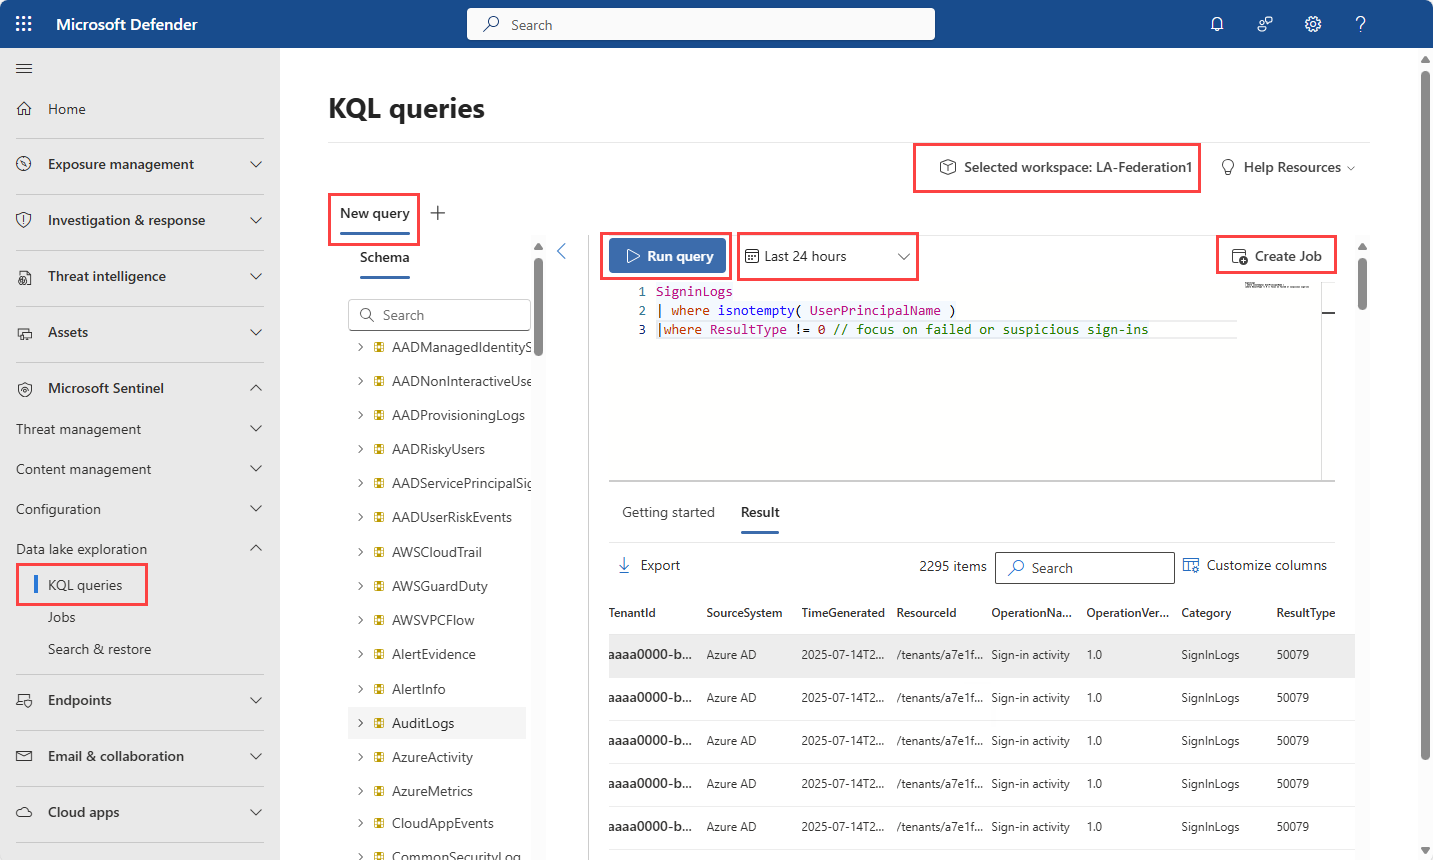 Microsoft Defender
Search
Home
Exposure management
Investigation & response
Threat intelligence
Assets
Microsoft Sentinel
Threat management
Content management
Configuration
Data lake exploration
KQL queries
Jobs
Search & restore
Endpoints
Email & collaboration
Cloud apps
KQL queries
Selected workspace: LA-Federation1
Help Resources
New query
Schema
Search
AADManagedIdentityS
AADNonInteractiveUse
AADProvisioningLogs
AADRiskyUsers
AADServicePrincipalSig
AADUserRiskEvents
AWSCloudTrail
AWSGuardDuty
AWSVPCFlow
AlertEvidence
AlertInfo
AuditLogs
AzureActivity
AzureMetrics
CloudAppEvents
CommonSecurityLog
Run query
Last 24 hours
Create Job
1 SigninLogs
2 | where isnotempty( UserPrincipalName )
3 |where ResultType != 0 // focus on failed or suspicious sign-ins
Getting started
Result
Export
2295 items
Search
Customize columns
TenantId SourceSystem TimeGenerated ResourceId OperationNa... OperationVer... Category ResultType
aaaa0000-b... Azure AD 2025-07-14T2... /tenants/a7e1f... Sign-in activity 1.0 SignInLogs 50079
aaaa0000-b... Azure AD 2025-07-14T2... /tenants/a7e1f... Sign-in activity 1.0 SignInLogs 50079
aaaa0000-b... Azure AD 2025-07-14T2... /tenants/a7e1f... Sign-in activity 1.0 SignInLogs 50079
aaaa0000-b... Azure AD 2025-07-14T2... /tenants/a7e1f... Sign-in activity 1.0 SignInLogs 50079
aaaa0000-b... Azure AD 2025-07-14T2... /tenants/a7e1f... Sign-in activity 1.0 SignInLogs 50079